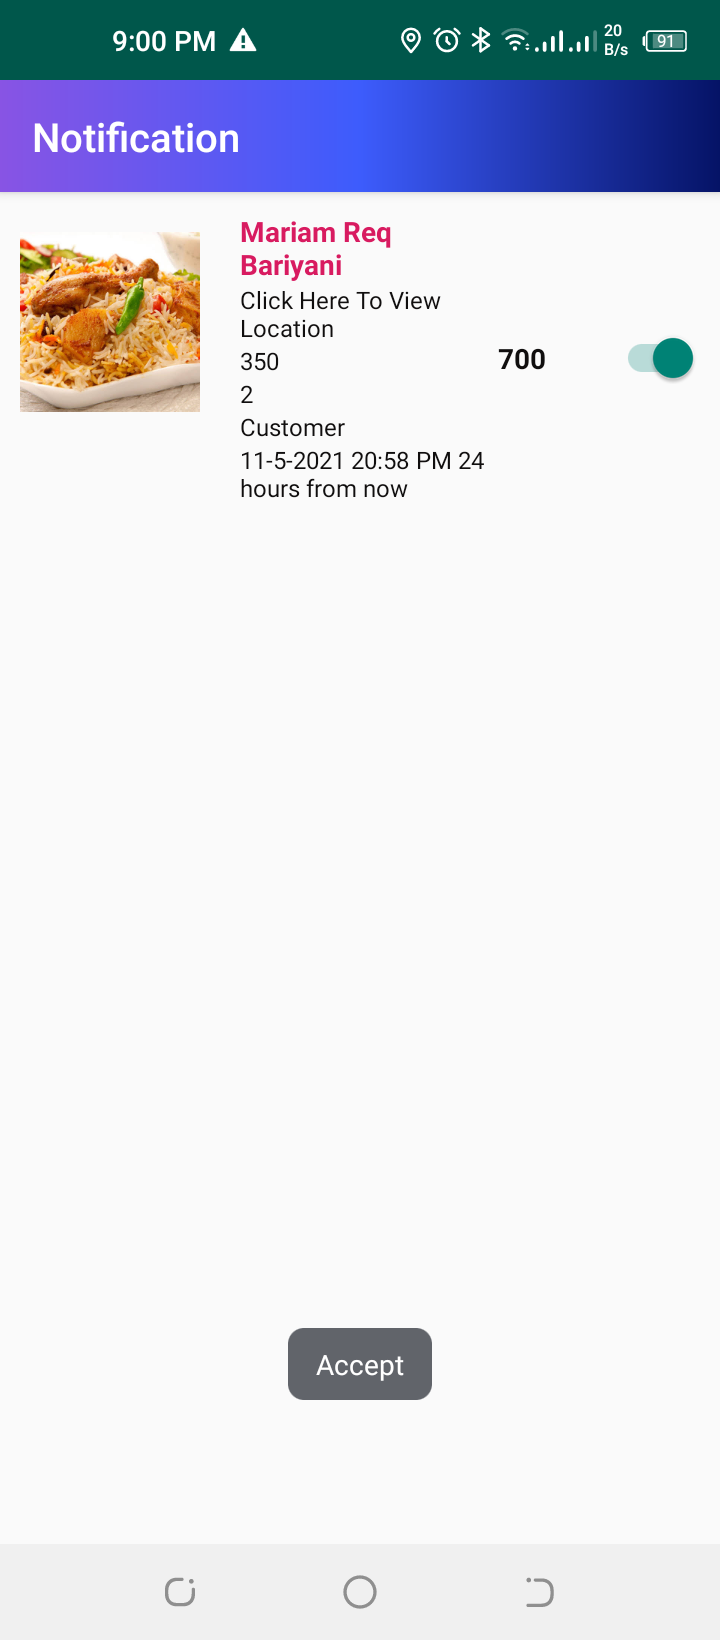 9:00 PM
20
B/s
91
Notification
Mariam Req
Bariyani
Click Here To View
Location
350
700
2
Customer
11-5-2021 20:58 PM 24
hours from now
Accept